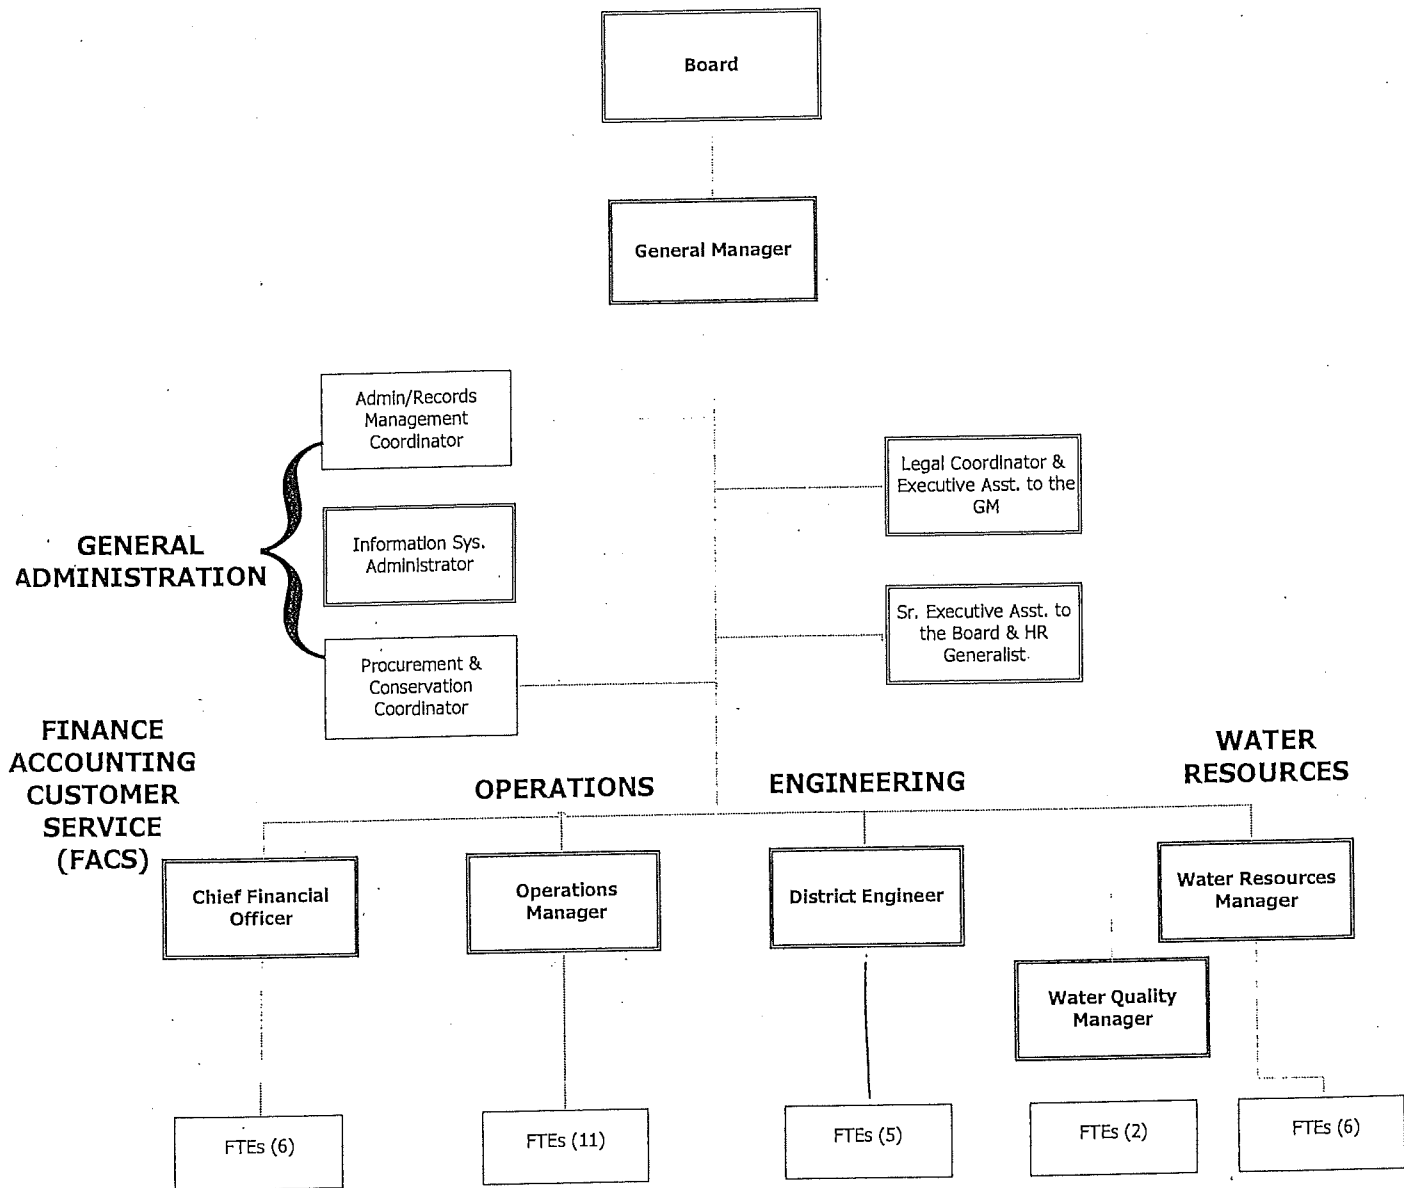 Board
General Manager
Admin/Records
Management
Coordinator
Legal Coordinator &
Executive Asst. to the
GM
GENERAL
ADMINISTRATION
Information Sys.
Administrator
Sr. Executive Asst. to
the Board & HR
Generalist
Procurement &
Conservation
Coordinator
FINANCE
ACCOUNTING
CUSTOMER
SERVICE
(FACS)
OPERATIONS
ENGINEERING
WATER
RESOURCES
Chief Financial
Officer
Operations
Manager
District Engineer
Water Resources
Manager
Water Quality
Manager
FTEs (6)
FTEs (11)
FTEs (5)
FTEs (2)
FTEs (6)